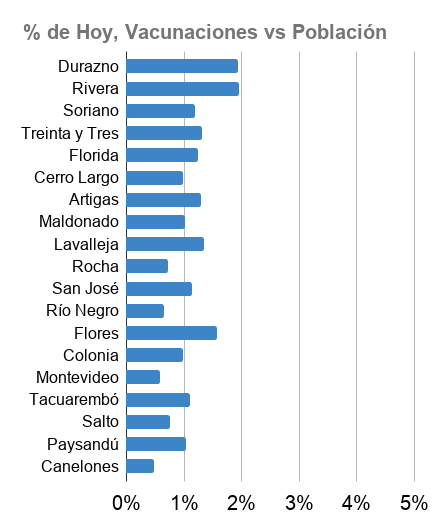 % de Hoy, Vacunaciones vs Población
Durazno
Rivera
Soriano
Treinta y Tres
Florida
Cerro Largo
Artigas
Maldonado
Lavalleja
Rocha
San José
Río Negro
Flores
Colonia
Montevideo
Tacuarembó
Salto
Paysandú
Canelones
0% 1% 2% 3% 4% 5%